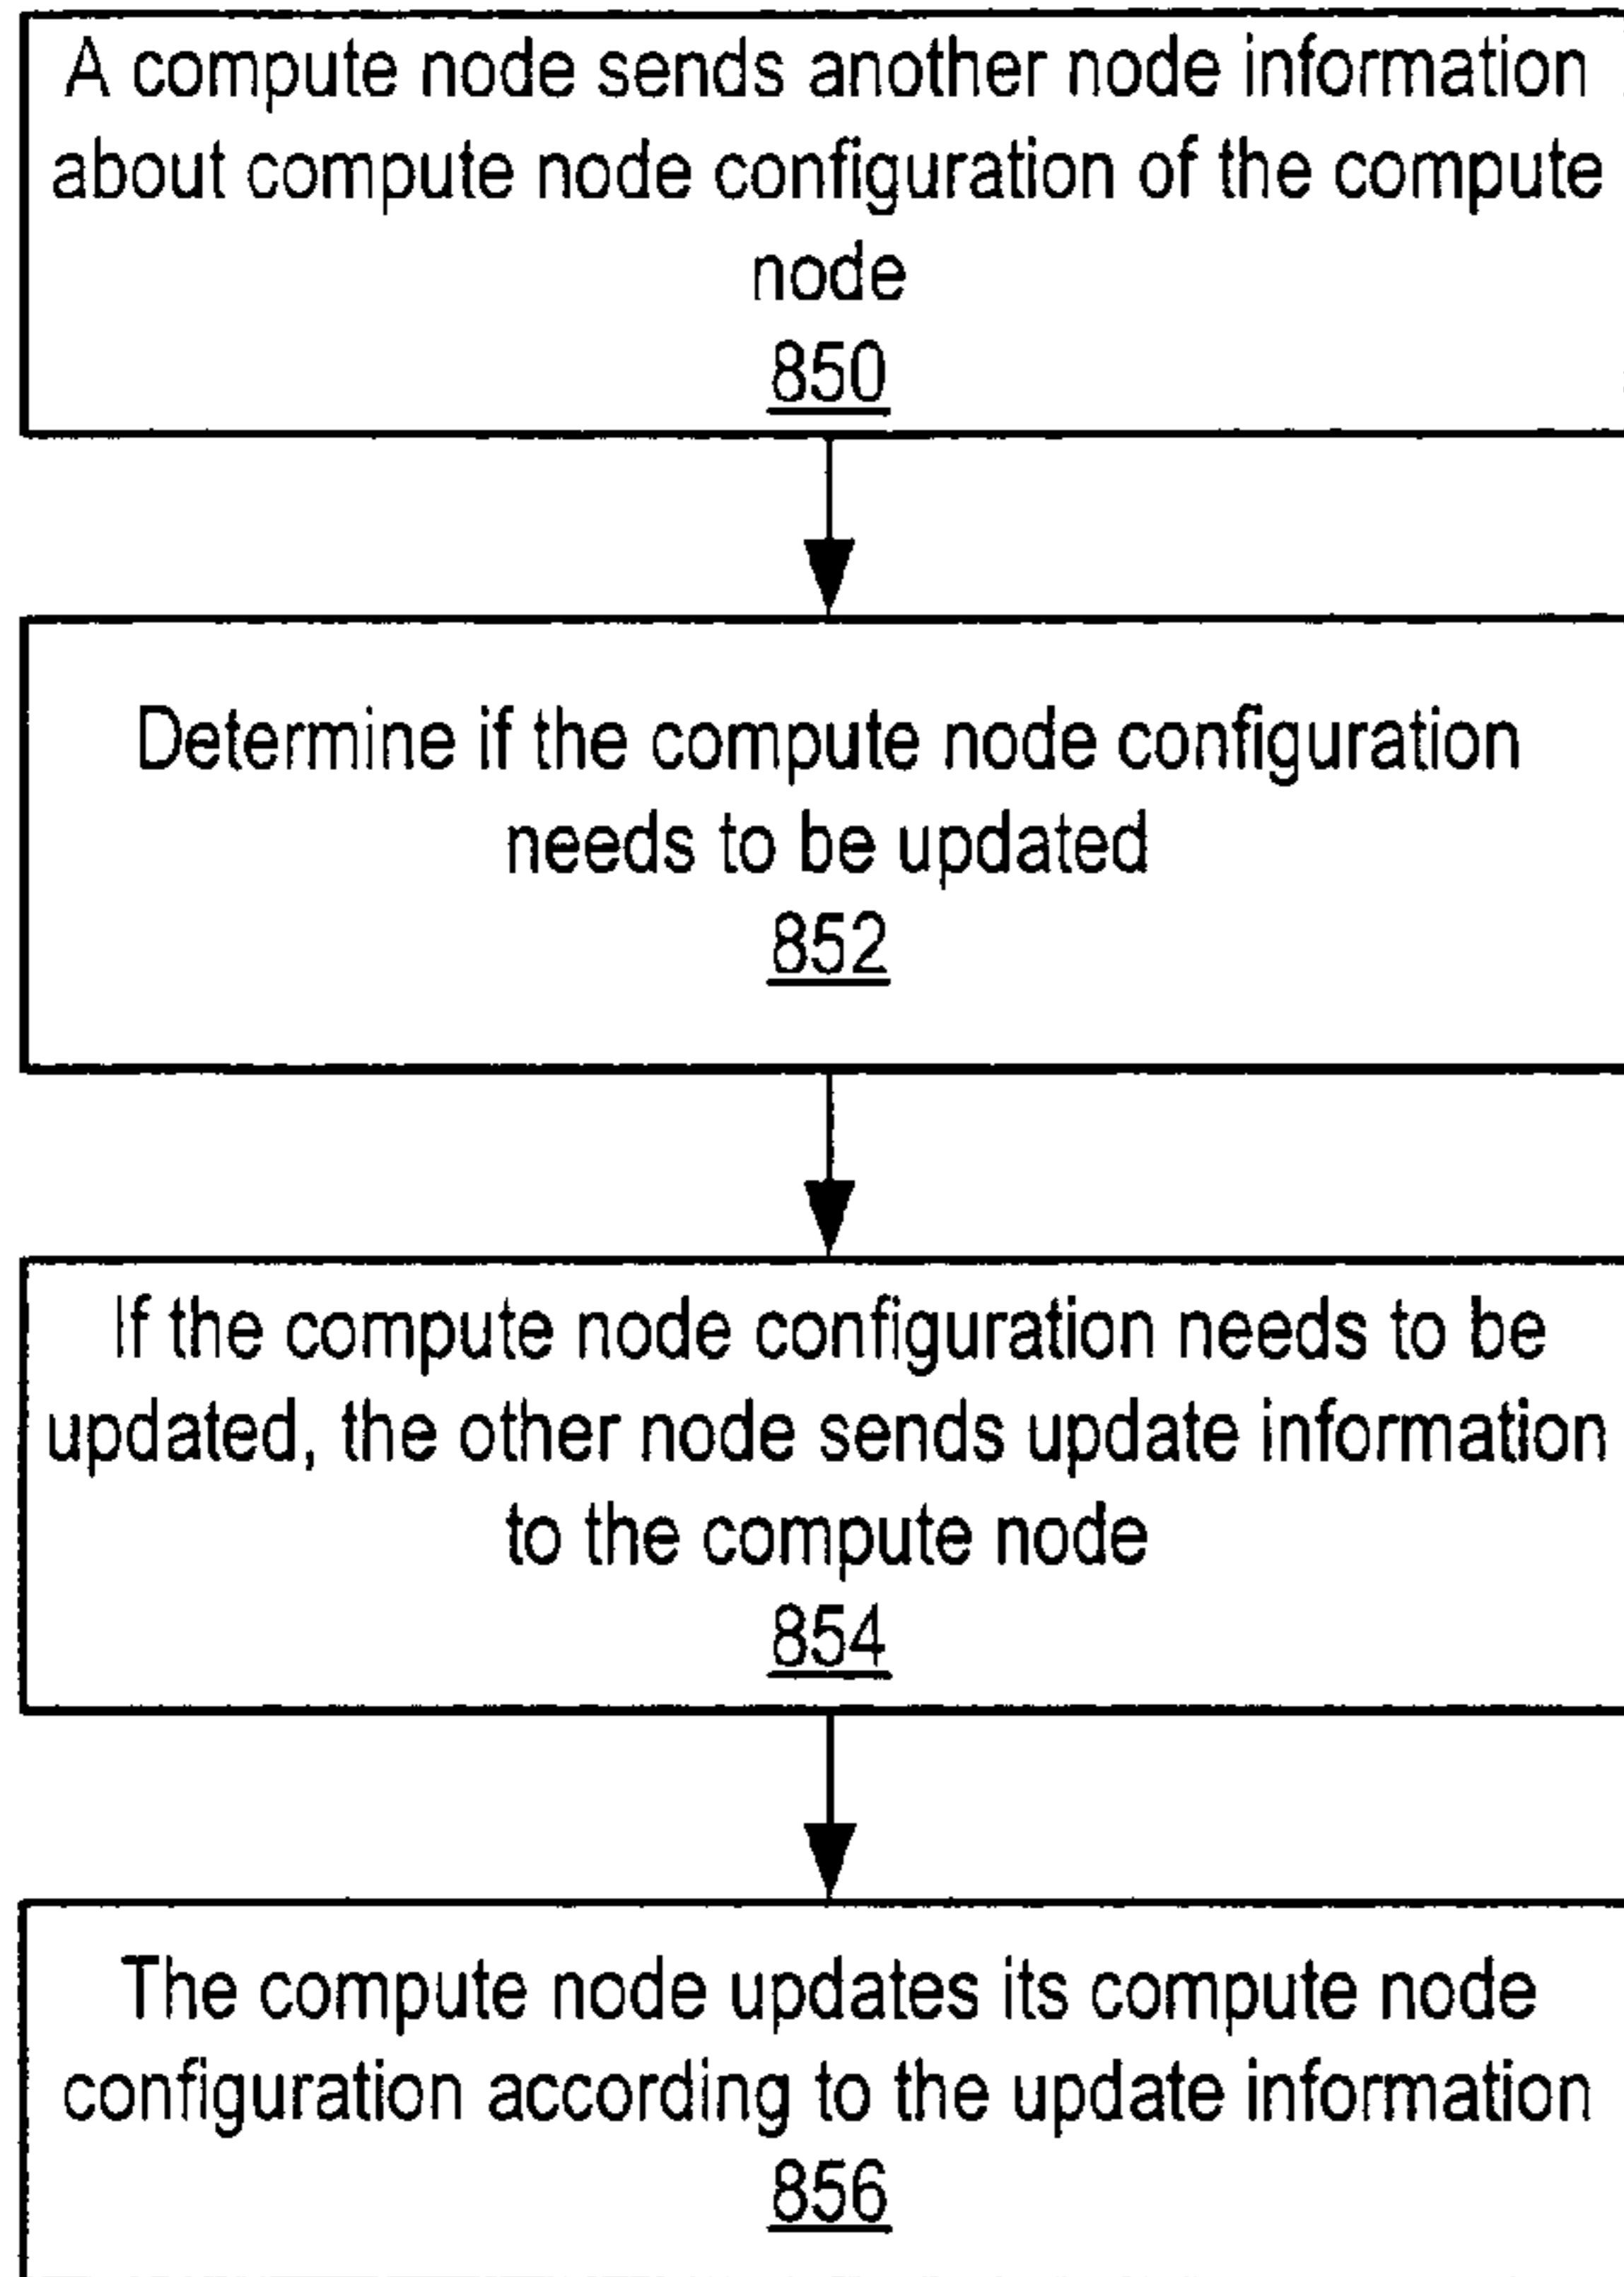 A compute node sends another node information
about compute node configuration of the compute
node
850
Determine if the compute node configuration
needs to be updated
852
If the compute node configuration needs to be
updated, the other node sends update information
to the compute node
854
The compute node updates its compute node
configuration according to the update information
856